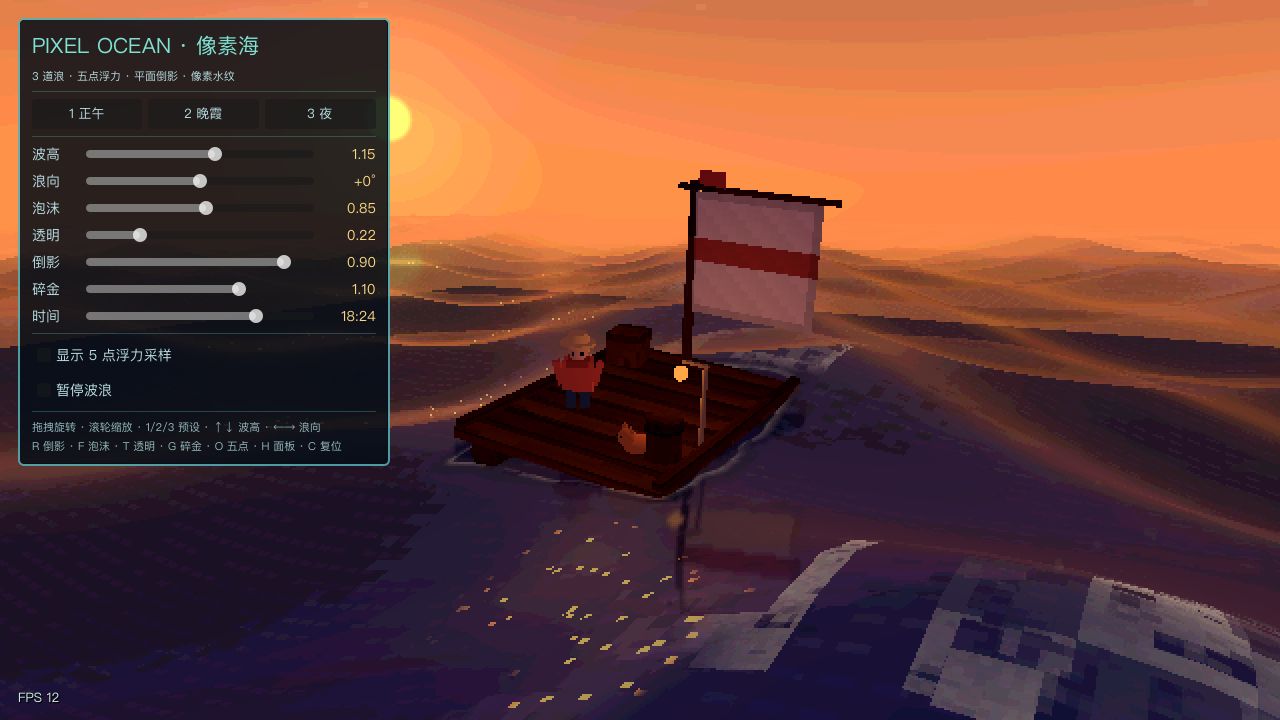 PIXEL OCEAN · 像素海
3 道浪 · 五点浮力 · 平面倒影 · 像素水纹
1 正午 2 晚霞 3 夜
波高 1.15
浪向 +0°
泡沫 0.85
透明 0.22
倒影 0.90
碎金 1.10
时间 18:24
显示 5 点浮力采样
暂停波浪
拖拽旋转 · 滚轮缩放 · 1/2/3 预设 · ↑↓ 波高 · ←→ 浪向
R 倒影 · F 泡沫 · T 透明 · G 碎金 · O 五点 · H 面板 · C 复位
FPS 12